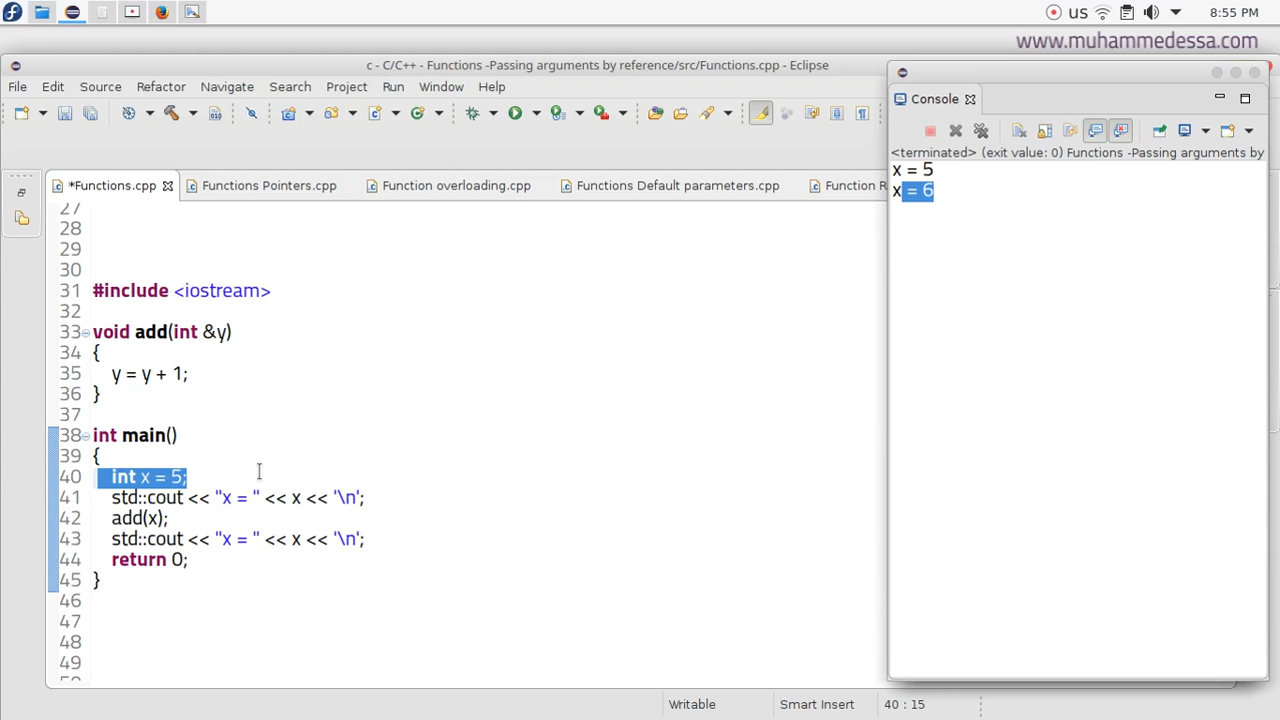 us 8:55 PM
www.muhammedessa.com
c - C/C++ - Functions -Passing arguments by reference/src/Functions.cpp - Eclipse
File Edit Source Refactor Navigate Search Project Run Window Help
*Functions.cpp Functions Pointers.cpp Function overloading.cpp Functions Default parameters.cpp Function R
27
28
29
30
31 #include <iostream>
32
33 void add(int &y)
34 {
35 y = y + 1;
36 }
37
38 int main()
39 {
40 int x = 5;
41 std::cout << "x = " << x << '\n';
42 add(x);
43 std::cout << "x = " << x << '\n';
44 return 0;
45 }
46
47
48
49
Writable Smart Insert 40 : 15
Console
<terminated> (exit value: 0) Functions -Passing arguments by
x = 5
x = 6